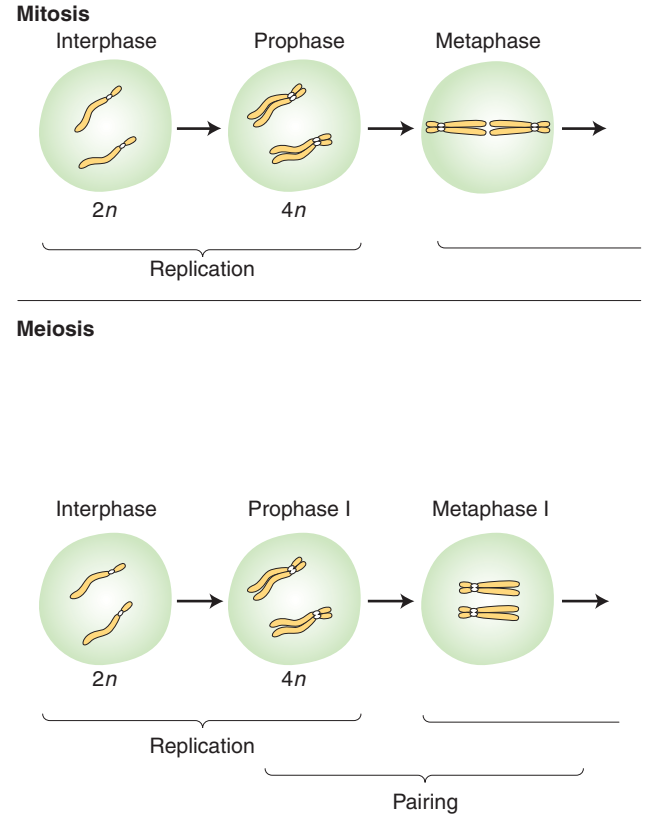 Mitosis
Interphase Prophase Metaphase
2n 4n
Replication
Meiosis
Interphase Prophase I Metaphase I
2n 4n
Replication
Pairing